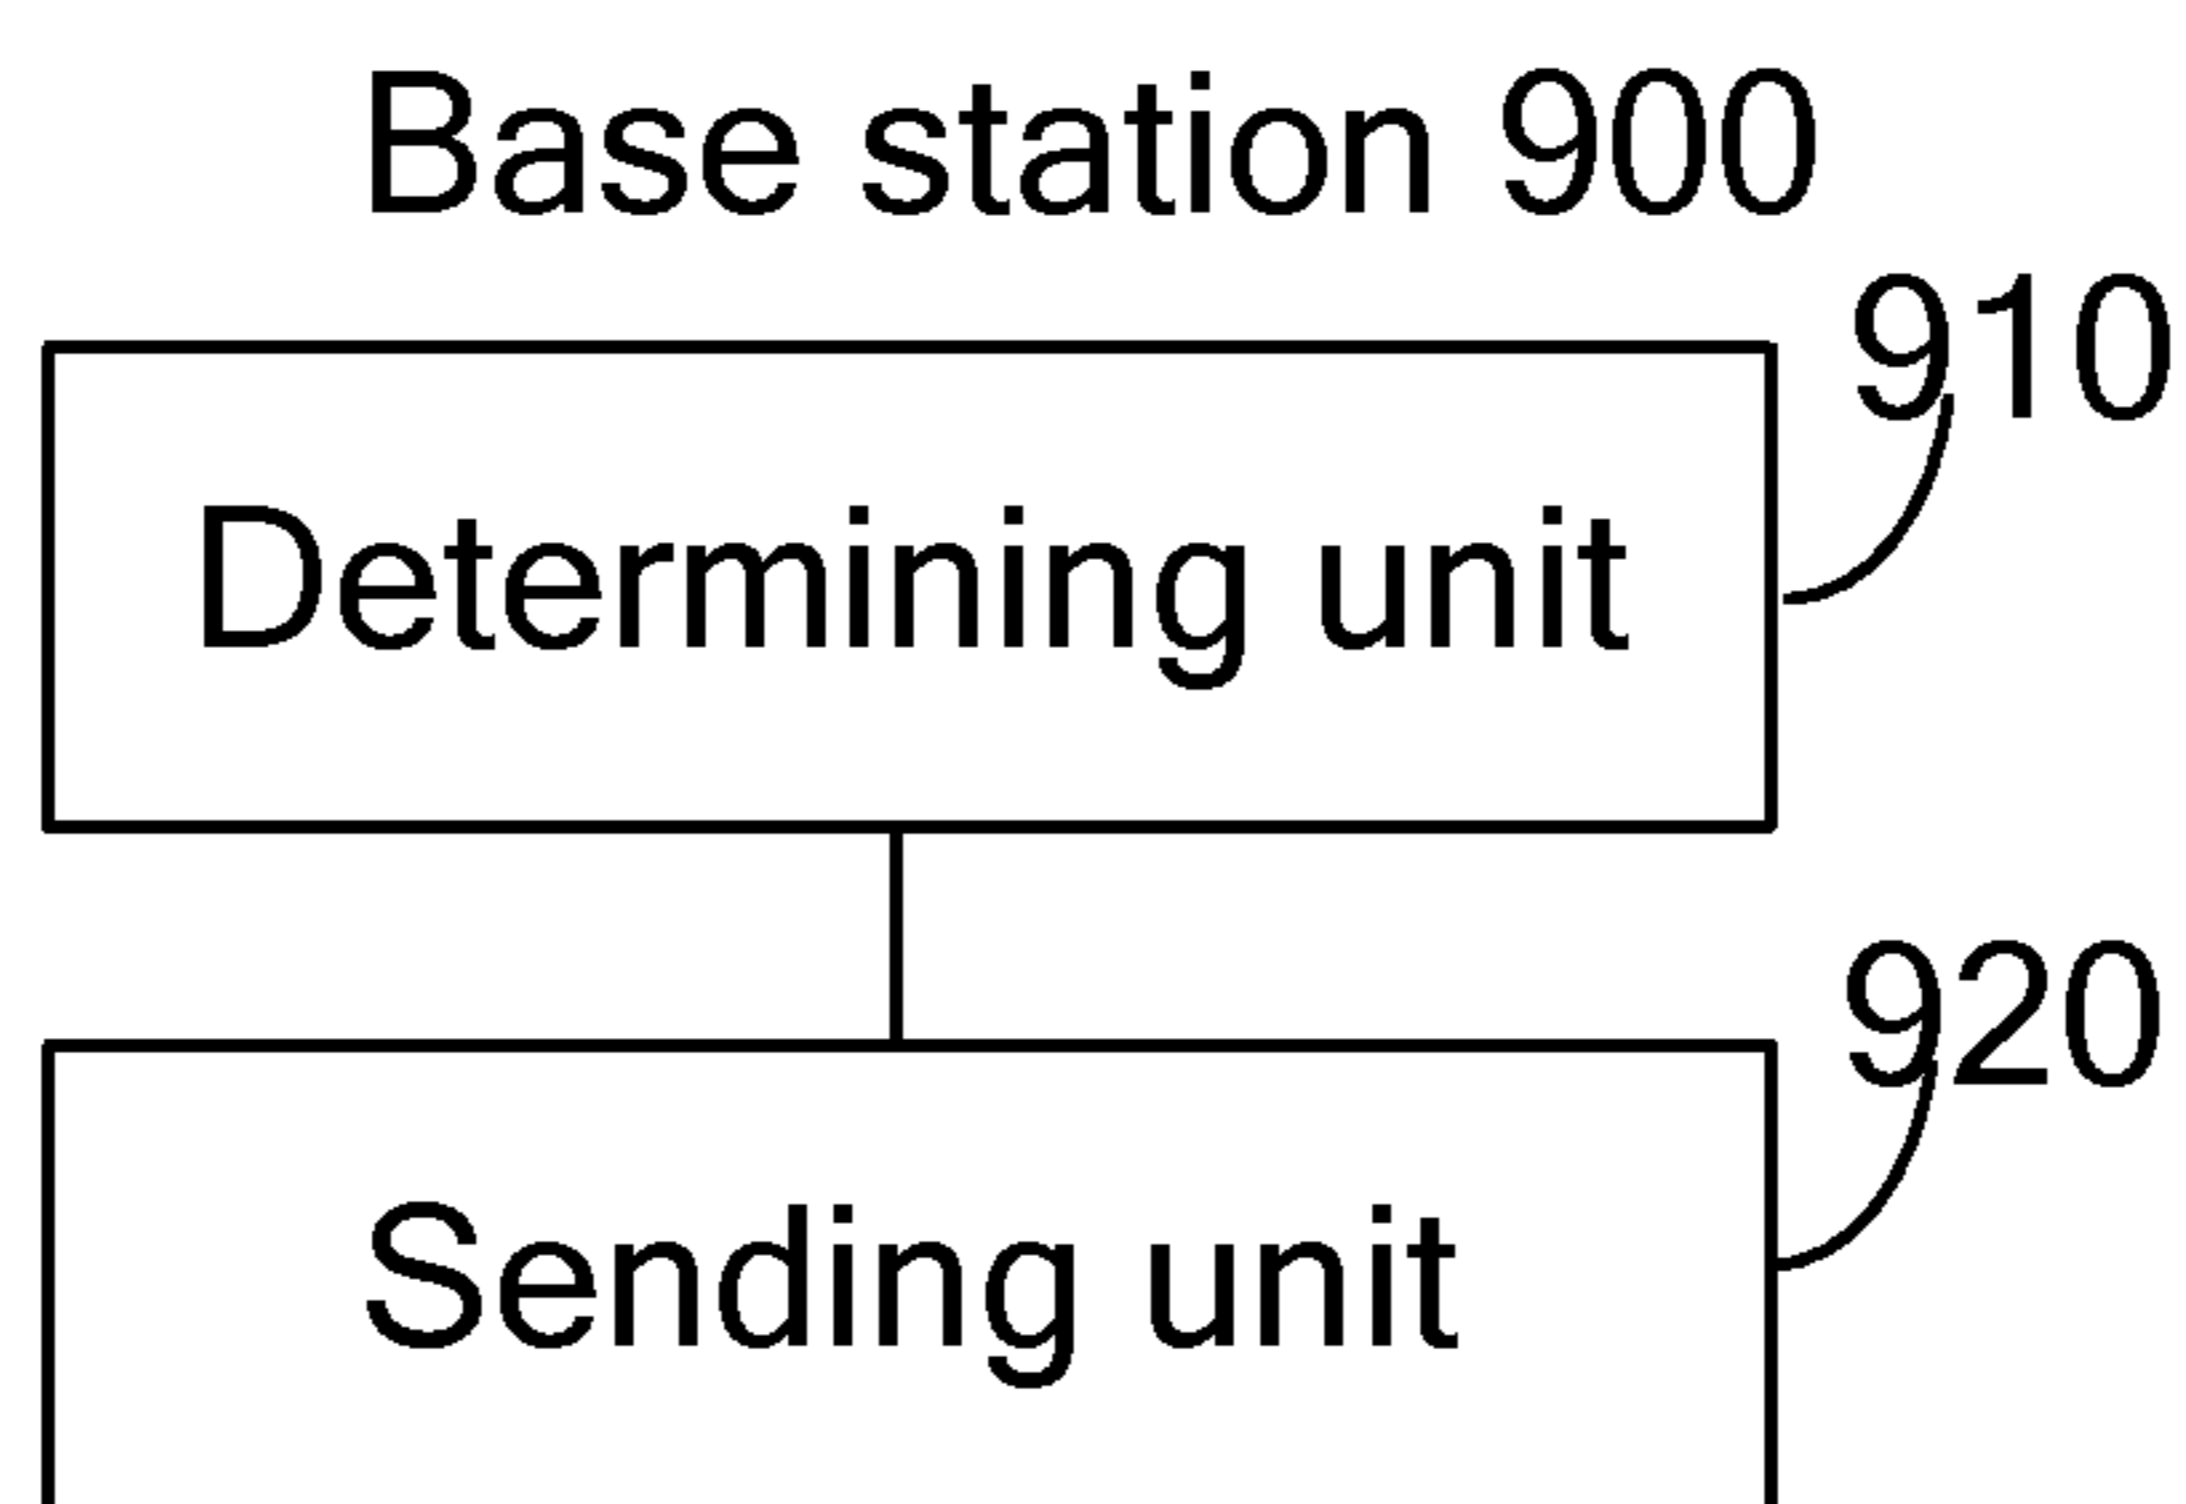 Base station 900
910
Determining unit
920
Sending unit